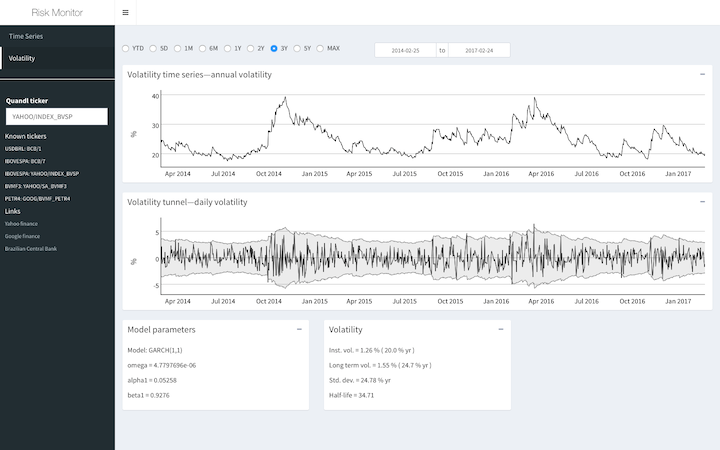 Risk Monitor
Time Series
Volatility
Quandl ticker
YAHOO/INDEX_BVSP
Known tickers
USDBRL: BCB/1
IBOVESPA: BCB/7
IBOVESPA: YAHOO/INDEX_BVSP
BVMF3: YAHOO/SA_BVMF3
PETR4: GOOG/BVMF_PETR4
Links
Yahoo finance
Google finance
Brazilian Central Bank
YTD 5D 1M 6M 1Y 2Y 3Y 5Y MAX
2014-02-25 to 2017-02-24
Volatility time series—annual volatility
%
40
30
20
Apr 2014 Jul 2014 Oct 2014 Jan 2015 Apr 2015 Jul 2015 Oct 2015 Jan 2016 Apr 2016 Jul 2016 Oct 2016 Jan 2017
Volatility tunnel—daily volatility
%
5
0
-5
Apr 2014 Jul 2014 Oct 2014 Jan 2015 Apr 2015 Jul 2015 Oct 2015 Jan 2016 Apr 2016 Jul 2016 Oct 2016 Jan 2017
Model parameters
Model: GARCH(1,1)
omega = 4.7797696e-06
alpha1 = 0.05258
beta1 = 0.9276
Volatility
Inst. vol. = 1.26 % ( 20.0 % yr )
Long term vol. = 1.55 % ( 24.7 % yr )
Std. dev. = 24.78 % yr
Half-life = 34.71